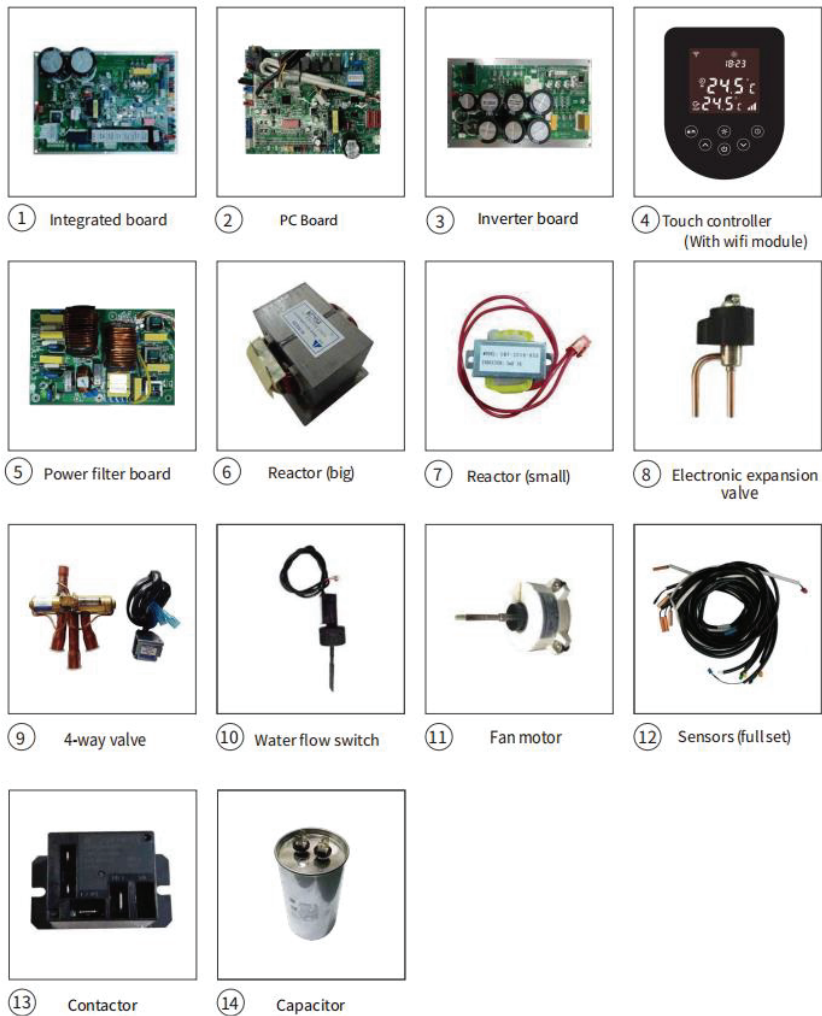 18:23
24.5°c
24.5°c
1 Integrated board
2 PC Board
3 Inverter board
4 Touch controller
(With wifi module)
5 Power filter board
6 Reactor (big)
7 Reactor (small)
8 Electronic expansion
valve
9 4-way valve
10 Water flow switch
11 Fan motor
12 Sensors (full set)
13 Contactor
14 Capacitor